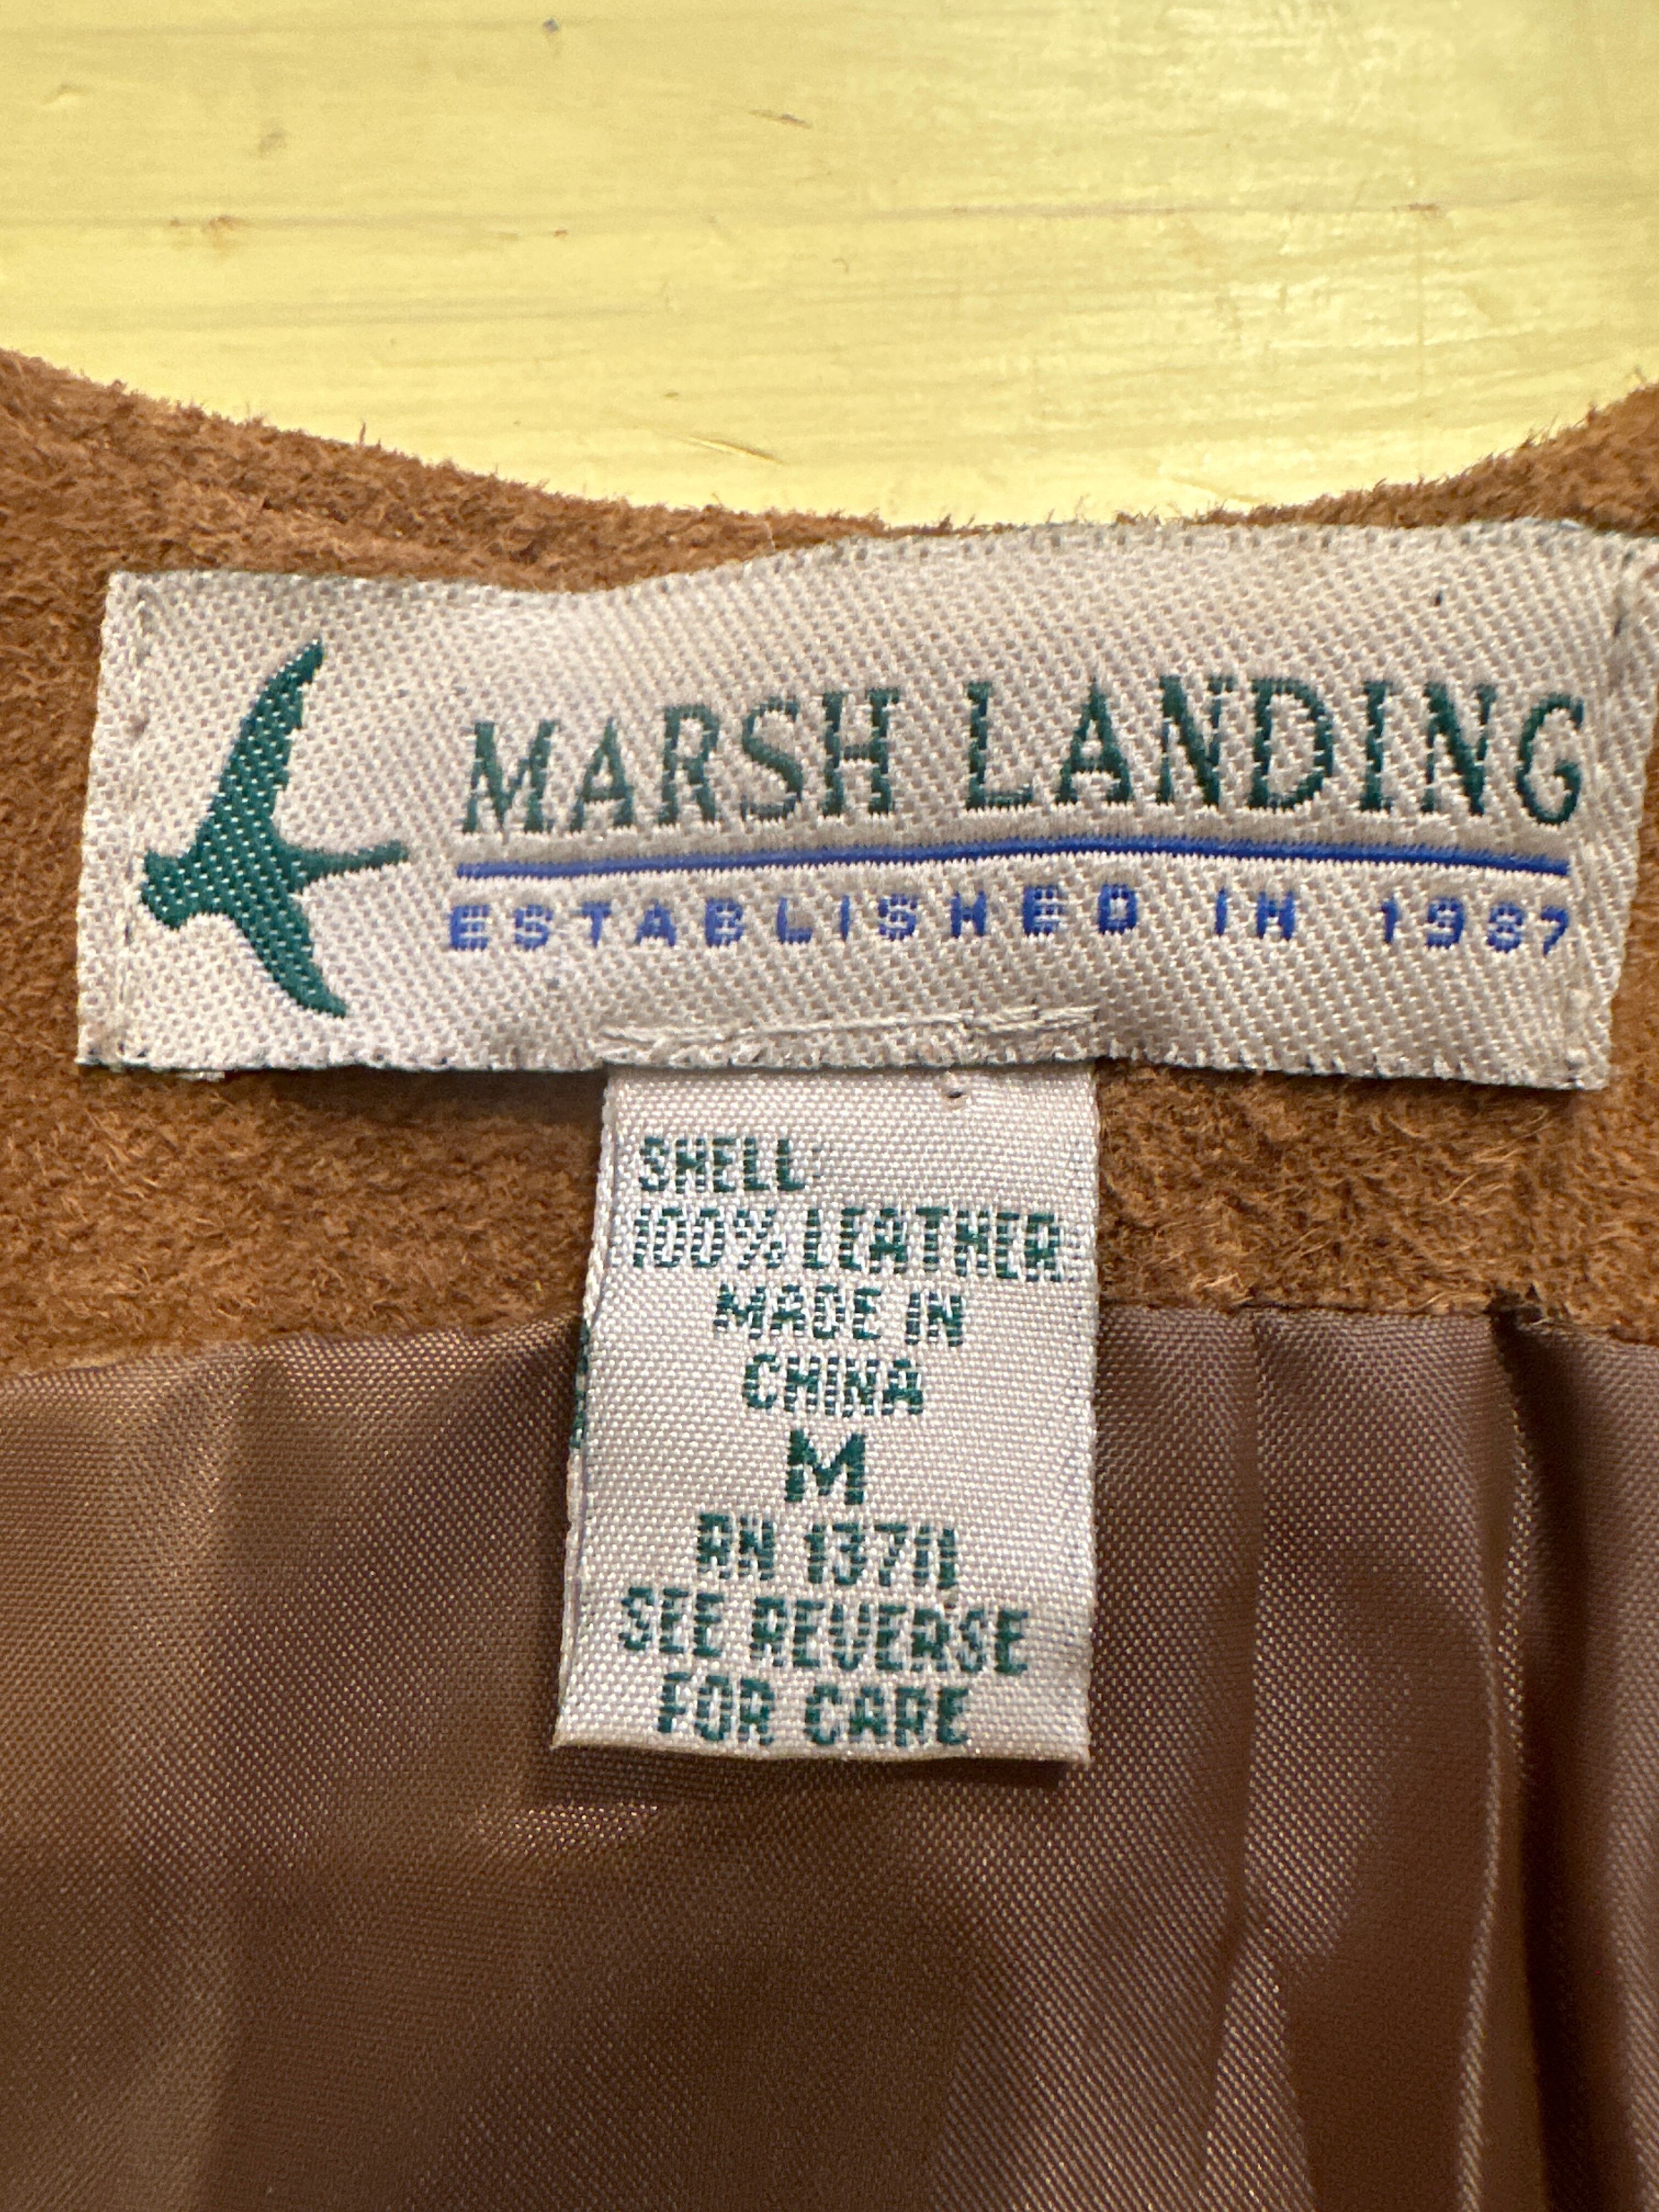 MARSH LANDING
ESTABLISHED IN 1987
SHELL:
100% LEATHER
MADE IN
CHINA
M
RN 13711
SEE REVERSE
FOR CARE